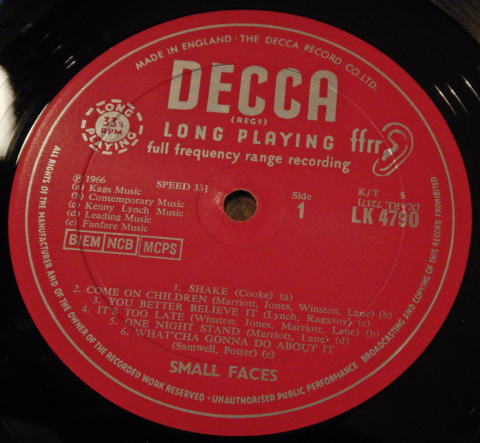 MADE IN ENGLAND · THE DECCA RECORD CO. LTD.
DECCA
(REGD)
LONG PLAYING
33⅓
RPM
LONG PLAYING ffrr
full frequency range recording
℗ 1966
SPEED 33⅓
(a) Kags Music
(b) Contemporary Music
(c) Kenny Lynch Music
(d) Leading Music
(e) Fanfare Music
BIEM NCB MCPS
Side
1
K/T S
LK 4790
1. SHAKE (Cooke) (a)
2. COME ON CHILDREN (Marriott, Jones, Winston, Lane) (b)
3. YOU BETTER BELIEVE IT (Lynch, Ragavoy) (c)
4. IT'S TOO LATE (Winston, Jones, Marriott, Lane) (b)
5. ONE NIGHT STAND (Marriott, Lane) (d)
6. WHAT'CHA GONNA DO ABOUT IT
(Samwell, Potter) (e)
SMALL FACES
ALL RIGHTS OF THE MANUFACTURER AND OF THE OWNER OF THE RECORDED WORK RESERVED · UNAUTHORISED PUBLIC PERFORMANCE BROADCASTING AND COPYING OF THIS RECORD PROHIBITED